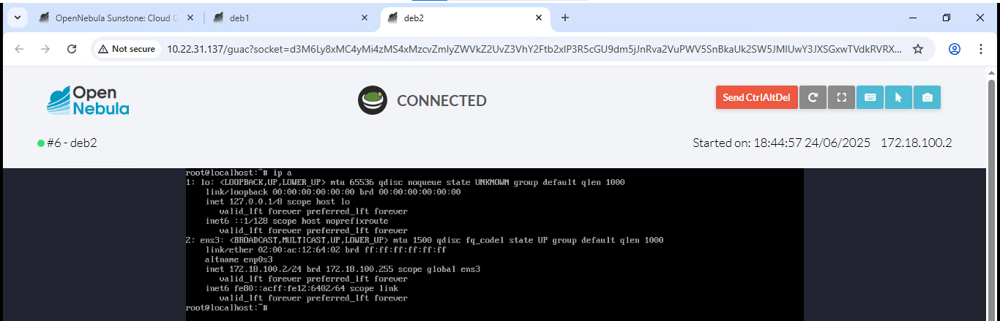 OpenNebula Sunstone: Cloud
deb1
deb2
Not secure
10.22.31.137/guac?socket=d3M6Ly8xMC4yMi4zMS4xMzcvZmlyZWVkZ2UvZ3VhY2Ftb2xlP3R5cGU9dm5jJnRva2VuPWV5SnBkaUk2SW5JMlUwY3JXSGxwTVdkRVRX...
Open
Nebula
CONNECTED
Send CtrlAltDel
#6 - deb2
Started on: 18:44:57 24/06/2025 172.18.100.2
root@localhost:~# ip a
1: lo: <LOOPBACK,UP,LOWER_UP> mtu 65536 qdisc noqueue state UNKNOWN group default qlen 1000
link/loopback 00:00:00:00:00:00 brd 00:00:00:00:00:00
inet 127.0.0.1/8 scope host lo
valid_lft forever preferred_lft forever
inet6 ::1/128 scope host noprefixroute
valid_lft forever preferred_lft forever
2: ens3: <BROADCAST,MULTICAST,UP,LOWER_UP> mtu 1500 qdisc fq_codel state UP group default qlen 1000
link/ether 02:00:ac:12:64:02 brd ff:ff:ff:ff:ff:ff
altname enp0s3
inet 172.18.100.2/24 brd 172.18.100.255 scope global ens3
valid_lft forever preferred_lft forever
inet6 fe80::acff:fe12:6402/64 scope link
valid_lft forever preferred_lft forever
root@localhost:~#